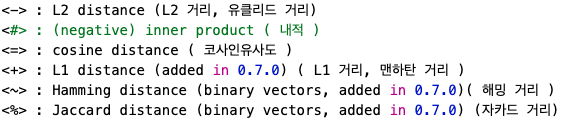 <-> : L2 distance (L2 거리, 유클리드 거리)
<#> : (negative) inner product ( 내적 )
<=> : cosine distance ( 코사인유사도 )
<+> : L1 distance (added in 0.7.0) ( L1 거리, 맨하탄 거리 )
<~> : Hamming distance (binary vectors, added in 0.7.0)( 해밍 거리 )
<%> : Jaccard distance (binary vectors, added in 0.7.0) (자카드 거리)